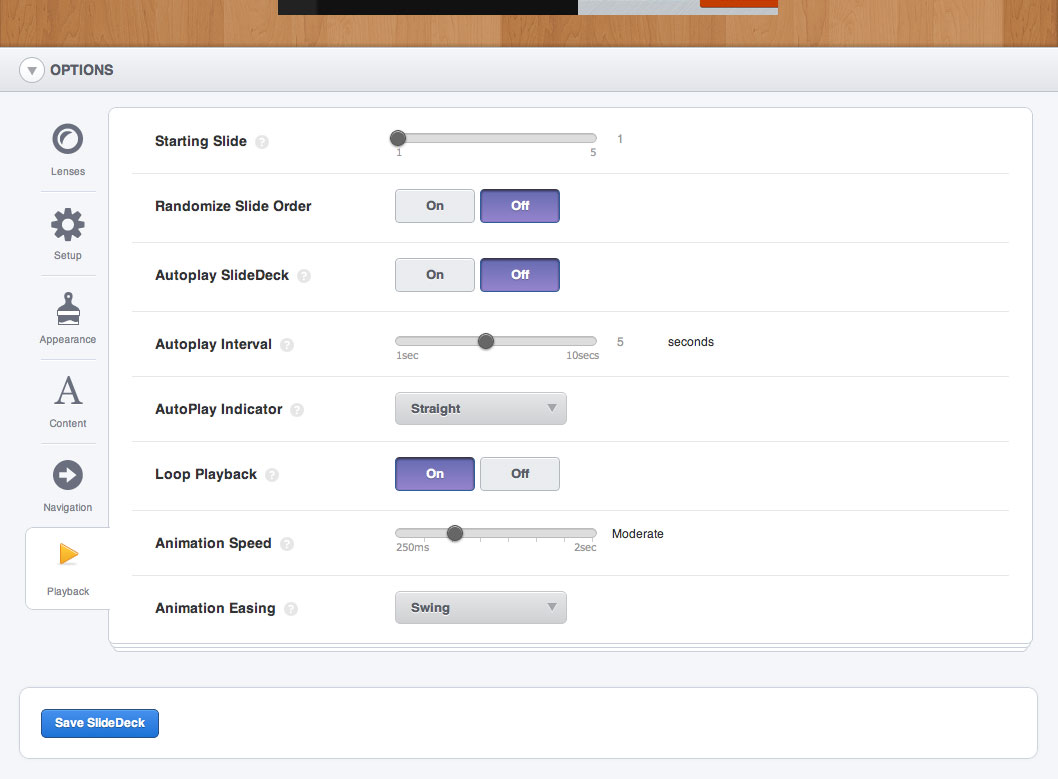 OPTIONS
Lenses
Setup
Appearance
Content
Navigation
Playback
Starting Slide ?
1 5
1
Randomize Slide Order
On Off
Autoplay SlideDeck ?
On Off
Autoplay Interval ?
1sec 10secs
5 seconds
AutoPlay Indicator ?
Straight
Loop Playback ?
On Off
Animation Speed ?
250ms 2sec
Moderate
Animation Easing ?
Swing
Save SlideDeck